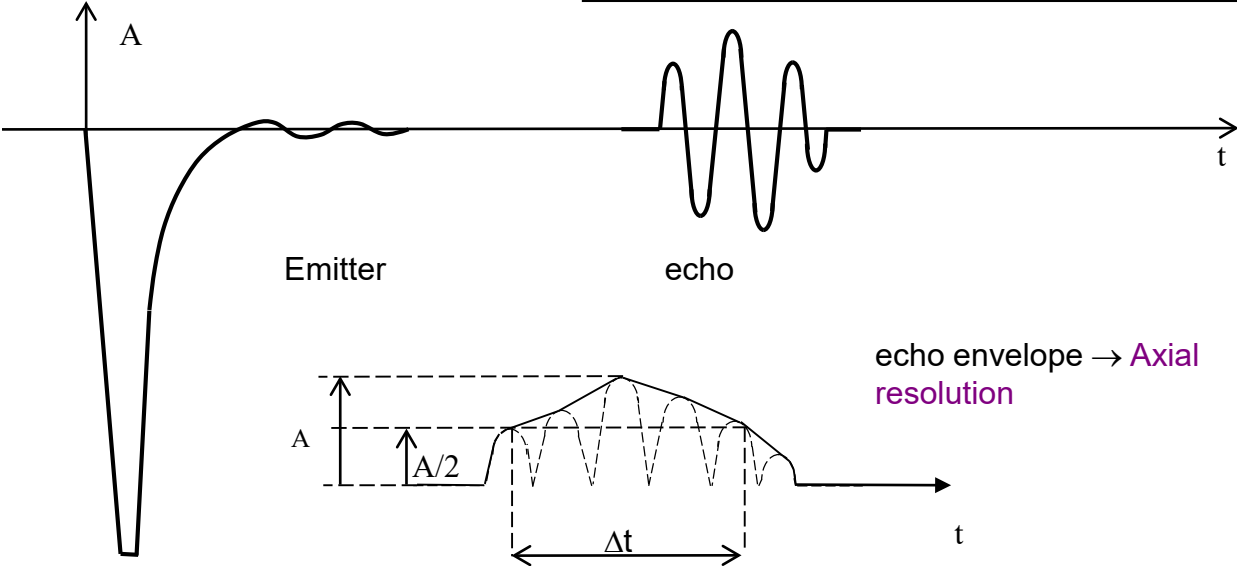 A
t
Emitter
echo
echo envelope → Axial
resolution
A
A/2
Δt
t